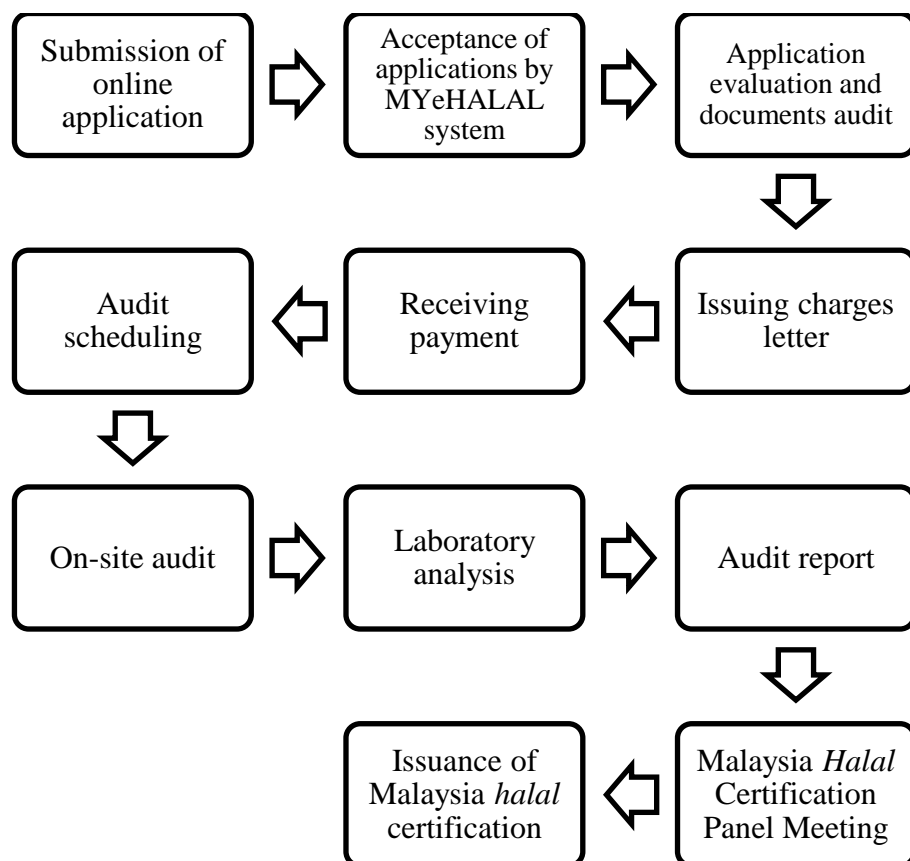 Submission of
online
application
Acceptance of
applications by
MYeHALAL
system
Application
evaluation and
documents audit
Issuing charges
letter
Receiving
payment
Audit
scheduling
On-site audit
Laboratory
analysis
Audit report
Malaysia Halal
Certification
Panel Meeting
Issuance of
Malaysia halal
certification